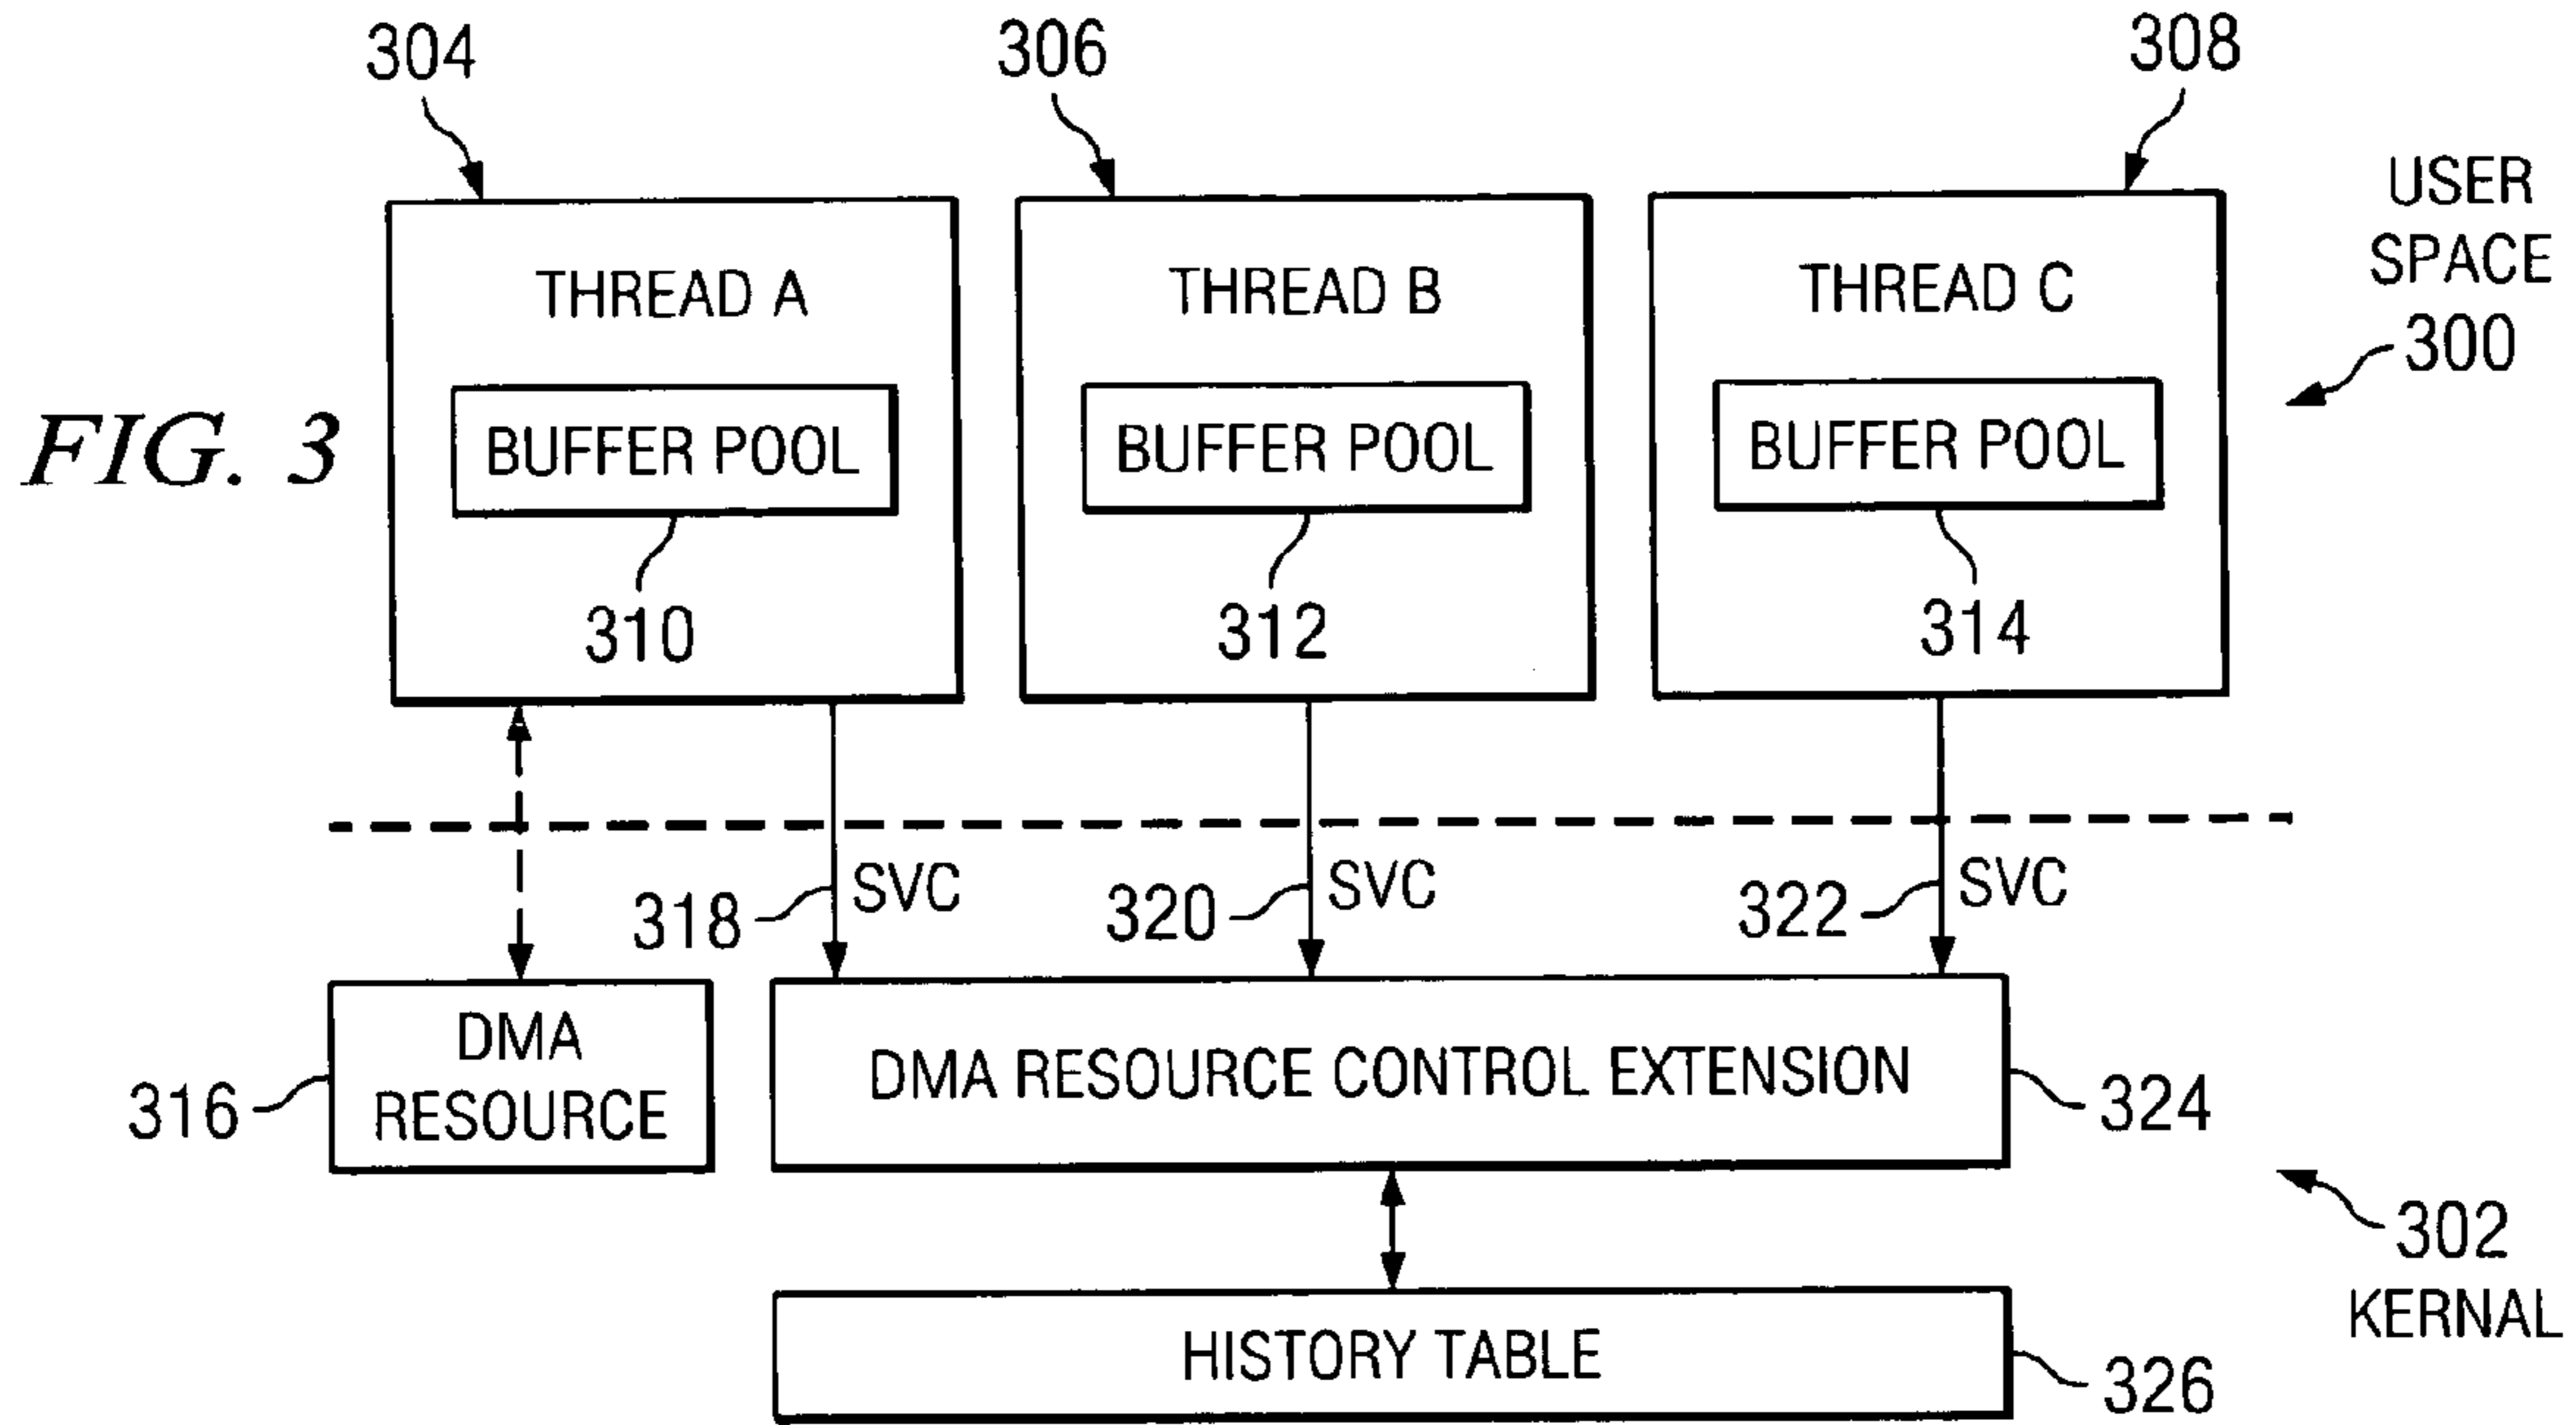 304
306
308
USER
SPACE
300
THREAD A
THREAD B
THREAD C
FIG. 3
BUFFER POOL
BUFFER POOL
BUFFER POOL
310
312
314
318
SVC
320
SVC
322
SVC
316
DMA
RESOURCE
DMA RESOURCE CONTROL EXTENSION
324
302
KERNAL
HISTORY TABLE
326